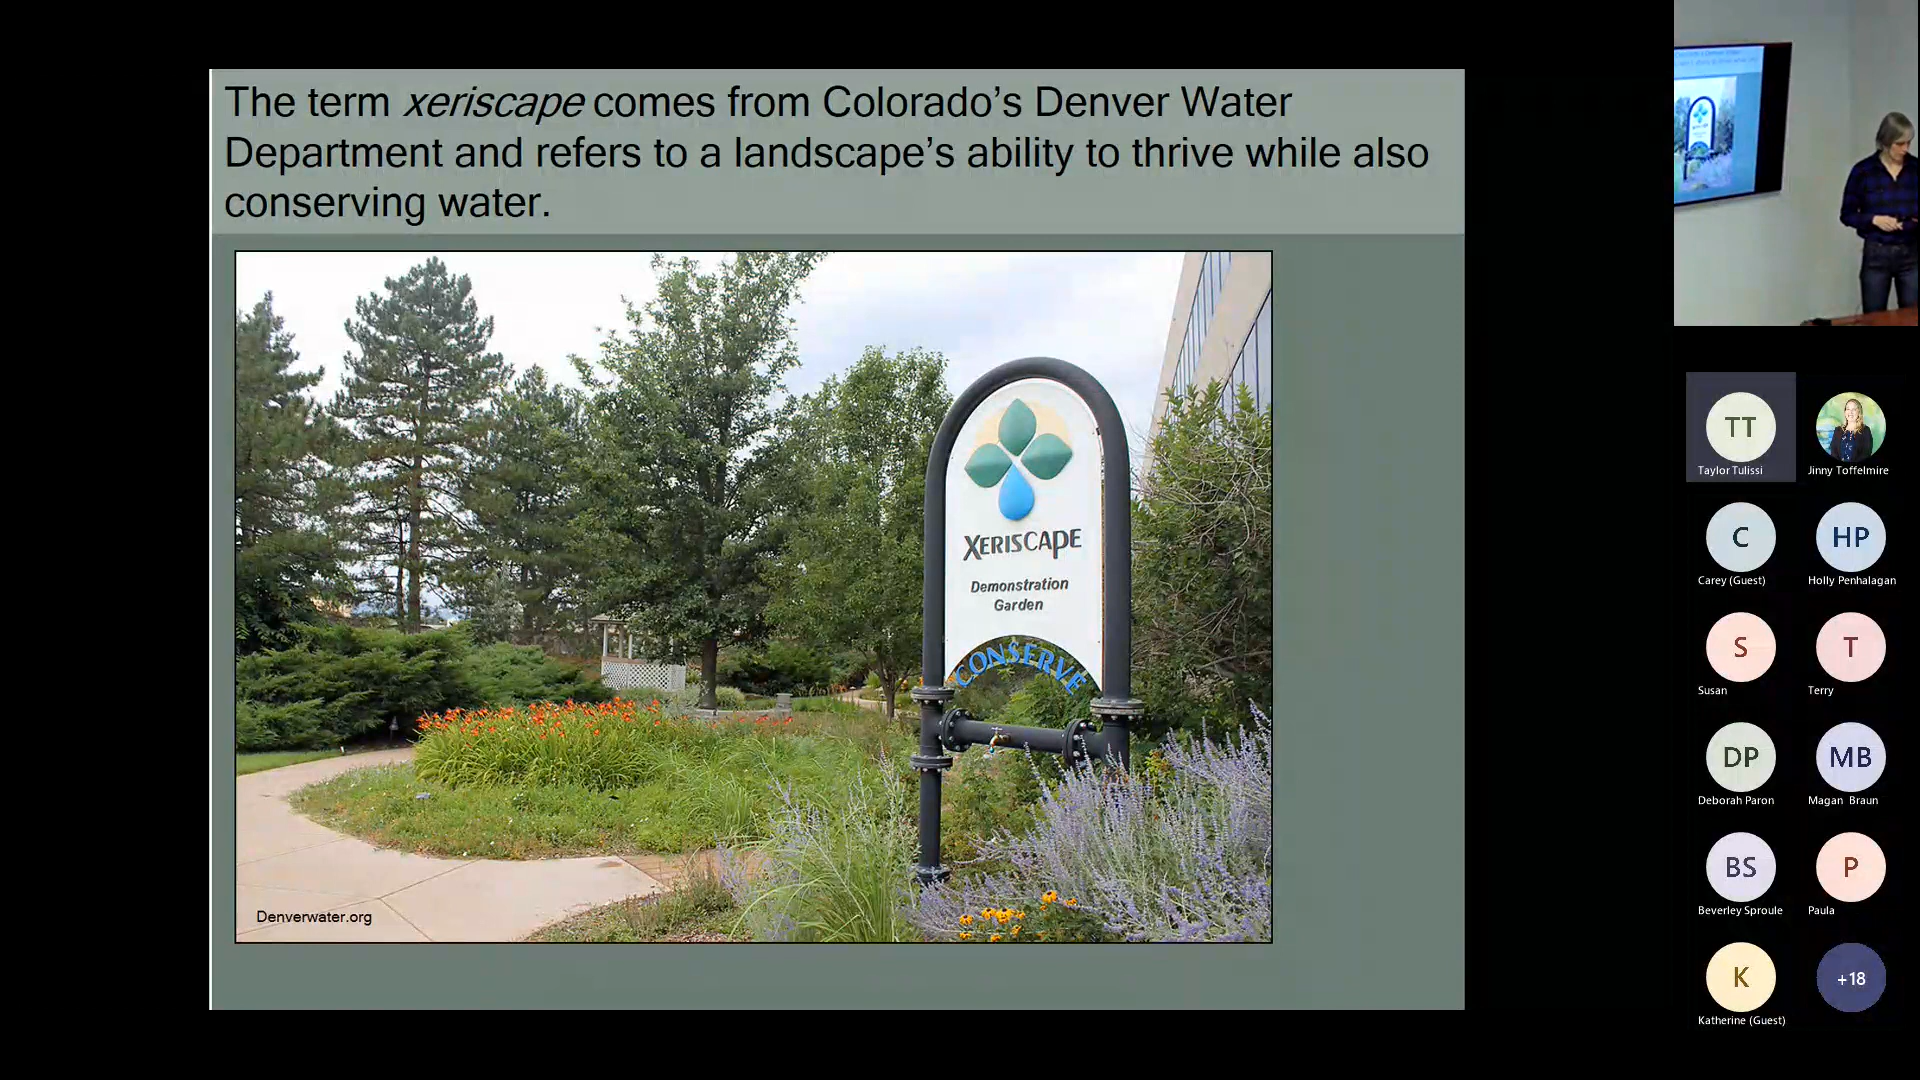 The term xeriscape comes from Colorado’s Denver Water
Department and refers to a landscape’s ability to thrive while also
conserving water.
XERISCAPE
Demonstration
Garden
CONSERVE
Denverwater.org
TT
Taylor Tulissi
Jinny Toffelmire
C
HP
Carey (Guest)
Holly Penhalagan
S
T
Susan
Terry
DP
MB
Deborah Paron
Magan Braun
BS
P
Beverley Sproule
Paula
K
+18
Katherine (Guest)